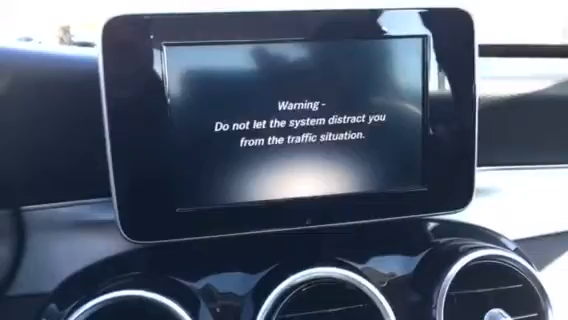 Warning -
Do not let the system distract you
from the traffic situation.